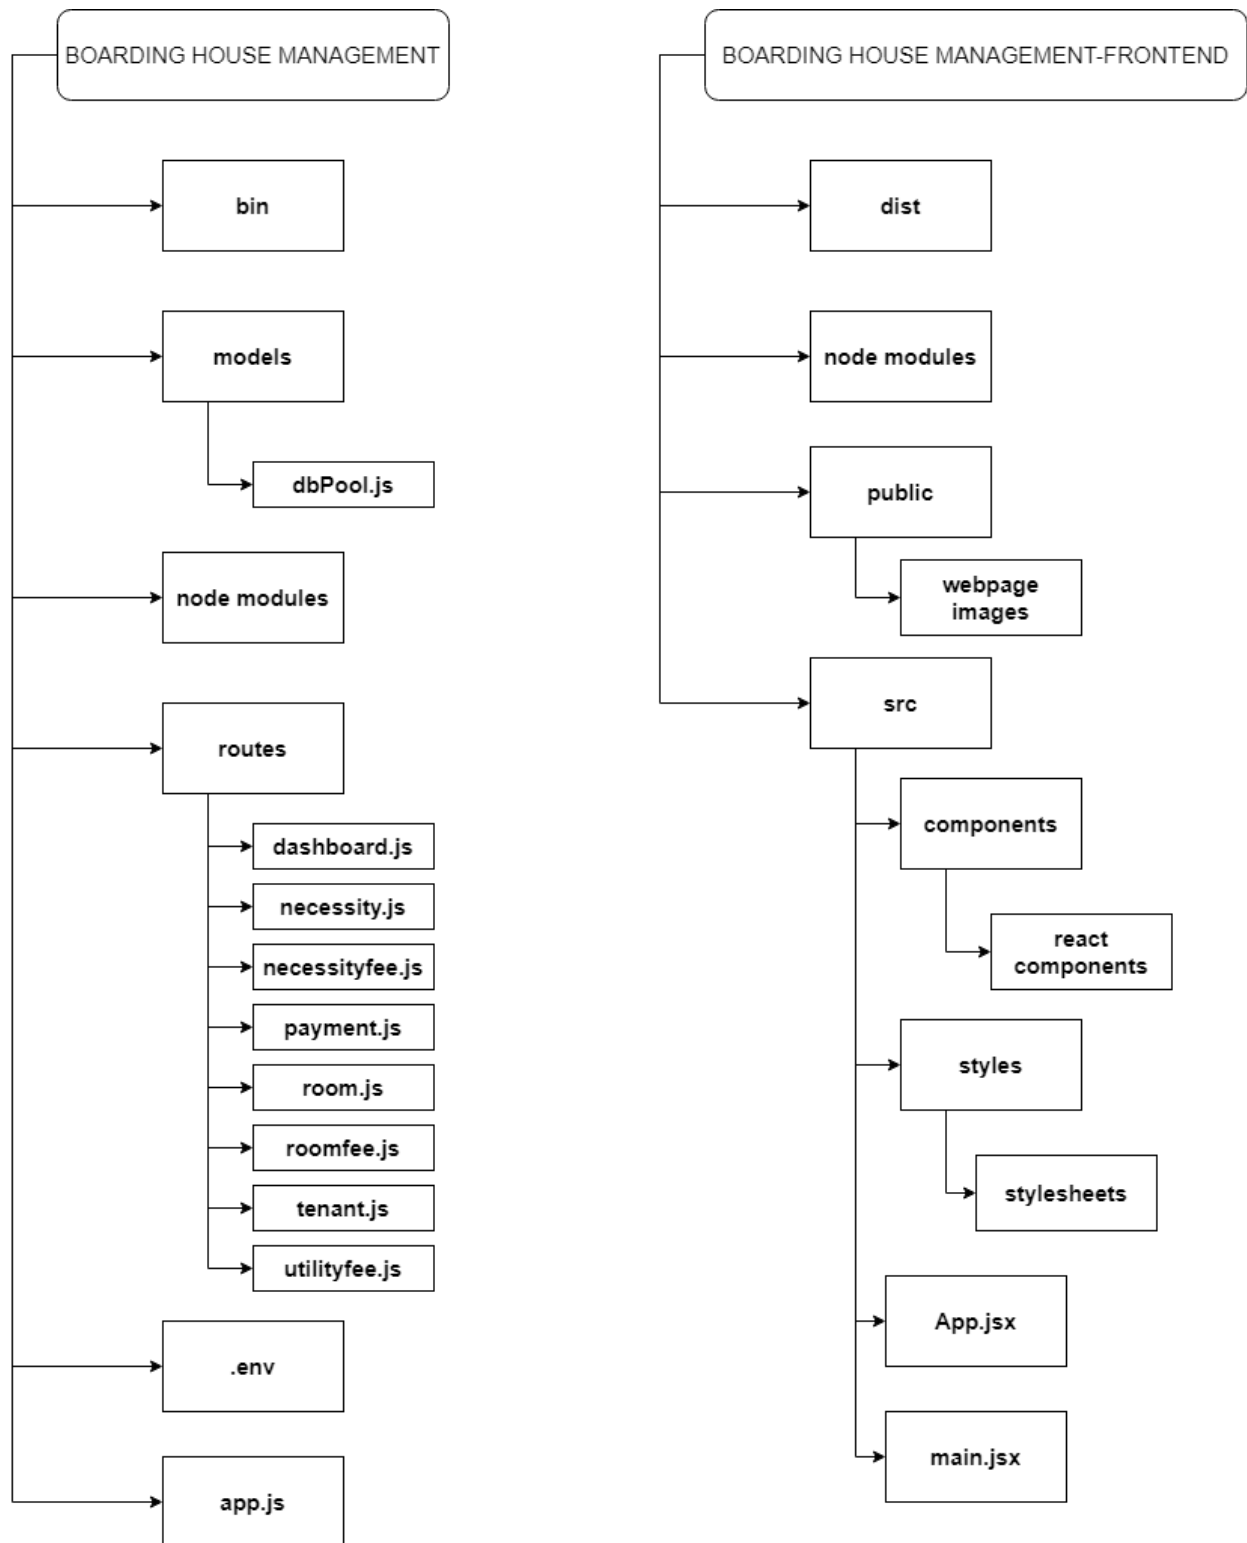 BOARDING HOUSE MANAGEMENT
bin
models
dbPool.js
node modules
routes
dashboard.js
necessity.js
necessityfee.js
payment.js
room.js
roomfee.js
tenant.js
utilityfee.js
.env
app.js
BOARDING HOUSE MANAGEMENT-FRONTEND
dist
node modules
public
webpage
images
src
components
react
components
styles
stylesheets
App.jsx
main.jsx